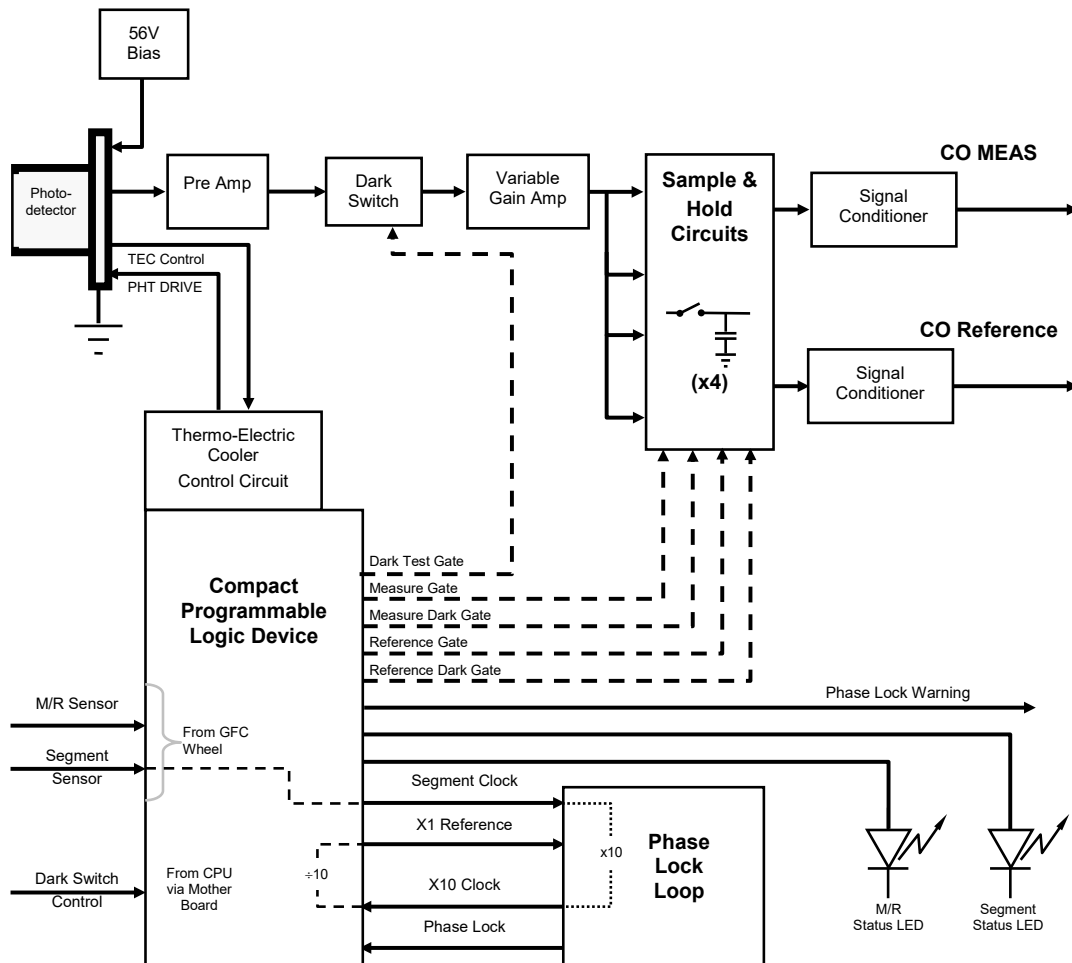 56V
Bias
Photo-
detector
Pre Amp
Dark
Switch
Variable
Gain Amp
Sample &
Hold
Circuits
(x4)
CO MEAS
Signal
Conditioner
CO Reference
Signal
Conditioner
TEC Control
PHT DRIVE
Thermo-Electric
Cooler
Control Circuit
Compact
Programmable
Logic Device
Dark Test Gate
Measure Gate
Measure Dark Gate
Reference Gate
Reference Dark Gate
Phase Lock Warning
M/R Sensor
Segment
Sensor
From GFC
Wheel
Segment Clock
X1 Reference
÷10
x10
X10 Clock
Phase Lock
Phase
Lock
Loop
Dark Switch
Control
From CPU
via Mother
Board
M/R
Status LED
Segment
Status LED